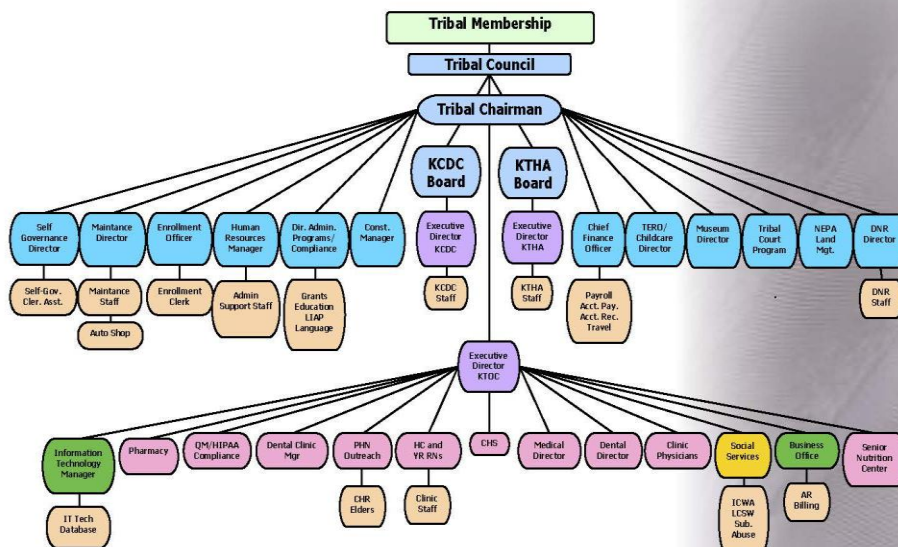 Tribal Membership
Tribal Council
Tribal Chairman
KCDC
Board
KTHA
Board
Self
Governance
Director
Maintance
Director
Enrollment
Officer
Human
Resources
Manager
Dir. Admin.
Programs/
Compliance
Const.
Manager
Executive
Director
KCDC
Executive
Director
KTHA
Chief
Finance
Officer
TERO/
Childcare
Director
Museum
Director
Tribal
Court
Program
NEPA
Land
Mgt.
DNR
Director
Self-Gov.
Cler. Asst.
Maintance
Staff
Auto Shop
Enrollment
Clerk
Admin
Support Staff
Grants
Education
LIAP
Language
KCDC
Staff
KTHA
Staff
Payroll
Acct. Pay.
Acct. Rec.
Travel
DNR
Staff
Executive
Director
KTOC
Information
Technology
Manager
Pharmacy
QM/HIPAA
Compliance
Dental Clinic
Mgr
PHN
Outreach
HC and
YR RNs
CHS
Medical
Director
Dental
Director
Clinic
Physicians
Social
Services
Business
Office
Senior
Nutrition
Center
IT Tech
Database
CHR
Elders
Clinic
Staff
ICWA
LCSW
Sub.
Abuse
AR
Billing